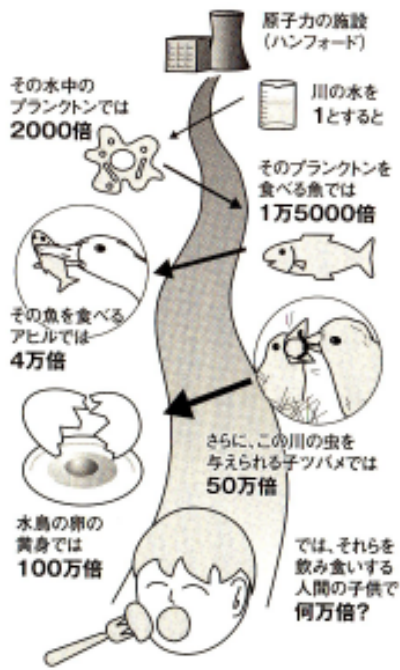 原子力の施設
（ハンフォード）
川の水を
1とすると
その水中の
プランクトンでは
2000倍
そのプランクトンを
食べる魚では
1万5000倍
その魚を食べる
アヒルでは
4万倍
さらに、この川の虫を
与えられる子ツバメでは
50万倍
水鳥の卵の
黄身では
100万倍
では、それらを
飲み食いする
人間の子供で
何万倍？